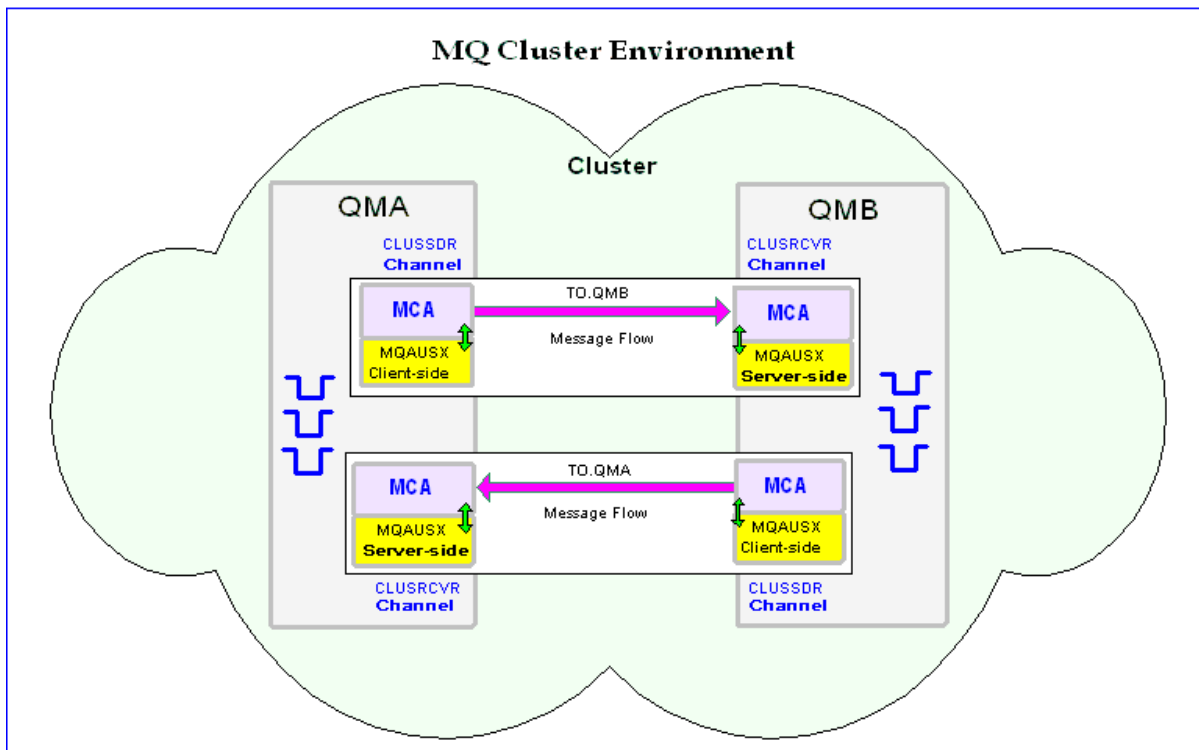 MQ Cluster Environment
Cluster
QMA
QMB
CLUSSDR
Channel
CLUSRCVR
Channel
MCA
TO.QMB
MCA
Message Flow
MQAUSX
Client-side
MQAUSX
Server-side
MCA
TO.QMA
MCA
Message Flow
MQAUSX
Server-side
MQAUSX
Client-side
CLUSRCVR
Channel
CLUSSDR
Channel